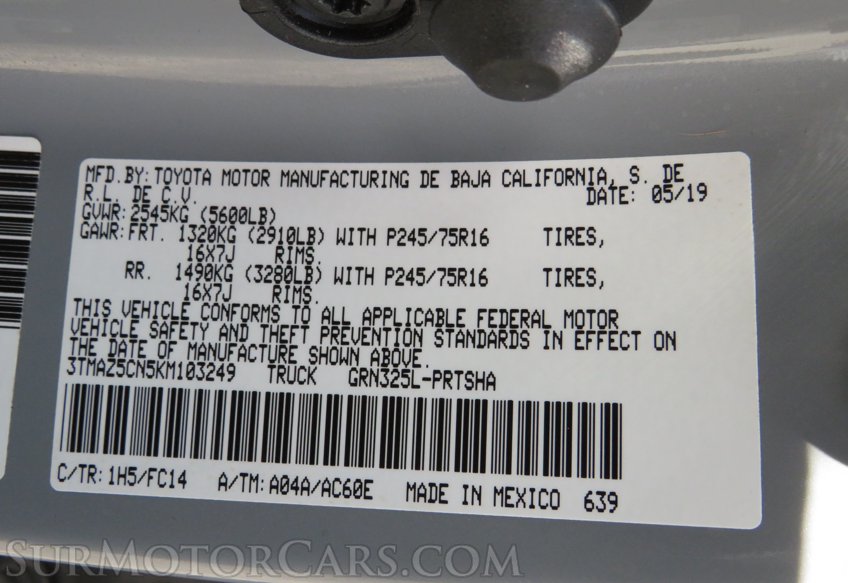 MFD.BY: TOYOTA MOTOR MANUFACTURING DE BAJA CALIFORNIA, S. DE
R.L. DE C.V. DATE: 05/19
GVWR: 2545KG (5600LB)
GAWR: FRT. 1320KG (2910LB) WITH P245/75R16 TIRES,
16X7J RIMS.
RR. 1490KG (3280LB) WITH P245/75R16 TIRES,
16X7J RIMS.
THIS VEHICLE CONFORMS TO ALL APPLICABLE FEDERAL MOTOR
VEHICLE SAFETY AND THEFT PREVENTION STANDARDS IN EFFECT ON
THE DATE OF MANUFACTURE SHOWN ABOVE.
3TMAZ5CN5KM103249 TRUCK GRN325L-PRTSHA
C/TR: 1H5/FC14 A/TM: A04A/AC60E MADE IN MEXICO 639
SURMOTORCARS.COM